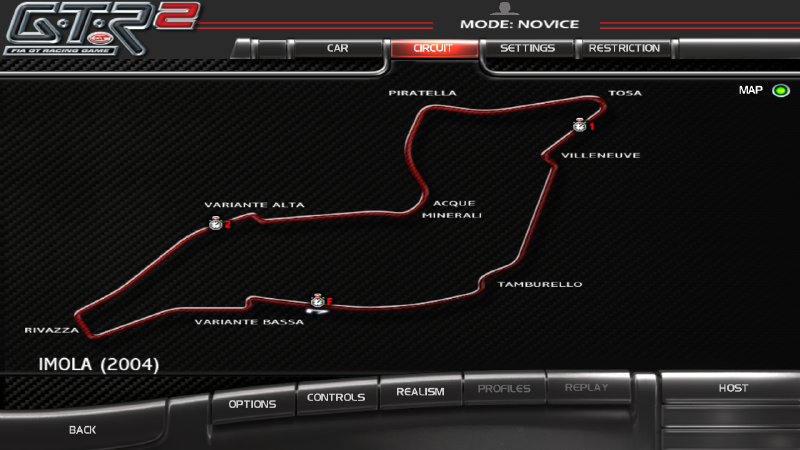 GTR2
FIA GT RACING GAME
MODE: NOVICE
CAR
CIRCUIT
SETTINGS
RESTRICTION
MAP
PIRATELLA
TOSA
1
VILLENEUVE
VARIANTE ALTA
ACQUE
MINERALI
2
TAMBURELLO
F
VARIANTE BASSA
RIVAZZA
IMOLA (2004)
BACK
OPTIONS
CONTROLS
REALISM
PROFILES
REPLAY
HOST